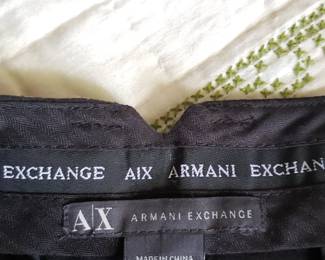 EXCHANGE A|X ARMANI EXCHAN
A|X ARMANI EXCHANGE
MADE IN CHINA